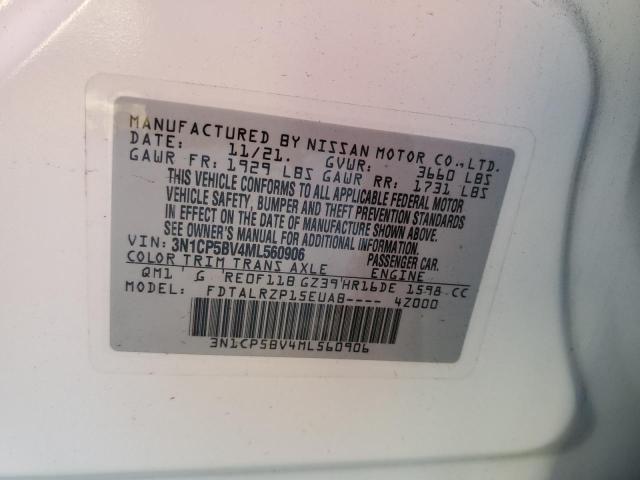 MANUFACTURED BY NISSAN MOTOR CO.,LTD.
DATE: 11/21. GVWR: 3660 LBS
GAWR FR: 1929 LBS GAWR RR: 1731 LBS
THIS VEHICLE CONFORMS TO ALL APPLICABLE FEDERAL MOTOR
VEHICLE SAFETY, BUMPER AND THEFT PREVENTION STANDARDS
IN EFFECT ON THE DATE OF MANUFACTURE SHOWN ABOVE.
SEE OWNER'S MANUAL FOR ADDITIONAL INFORMATION.
VIN: 3N1CP5BV4ML560906 PASSENGER CAR.
COLOR TRIM TRANS AXLE ENGINE
QM1 G RE0F11B GZ39 HR16DE 1598 CC
FDTALRZP15EUAB---- 4Z000
3N1CP5BV4ML560906